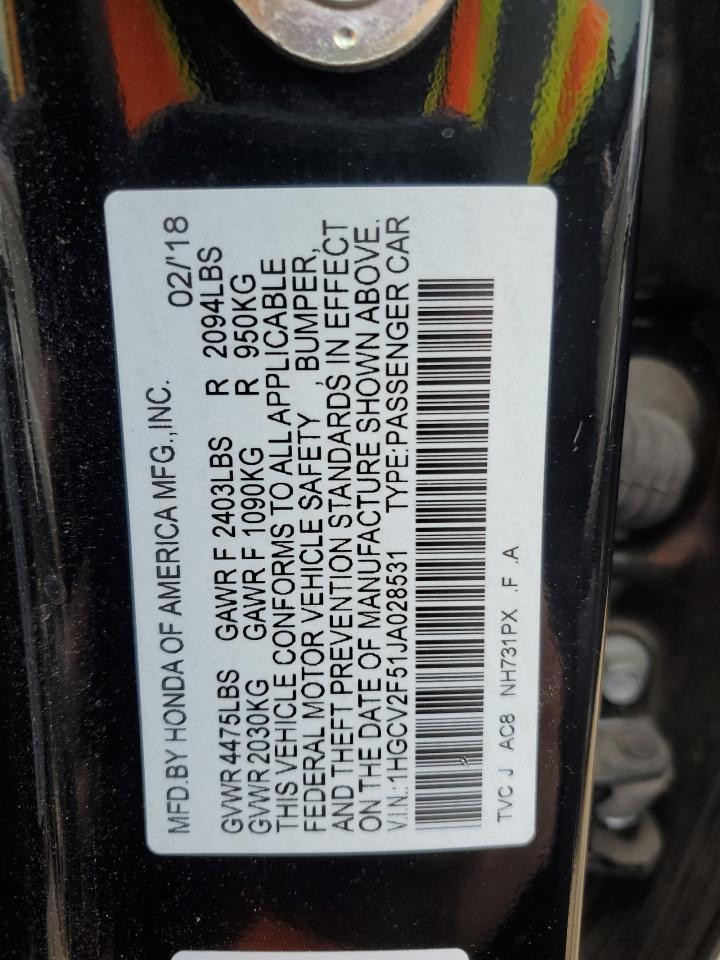 MFD.BY HONDA OF AMERICA MFG.,INC. 02/'18
GVWR 4475LBS GAWR F 2403LBS R 2094LBS
GVWR 2030KG GAWR F 1090KG R 950KG
THIS VEHICLE CONFORMS TO ALL APPLICABLE
FEDERAL MOTOR VEHICLE SAFETY , BUMPER,
AND THEFT PREVENTION STANDARDS IN EFFECT
ON THE DATE OF MANUFACTURE SHOWN ABOVE.
V.I.N.:1HGCV2F51JA028531 TYPE:PASSENGER CAR
TVC J AC8 NH731PX .F .A